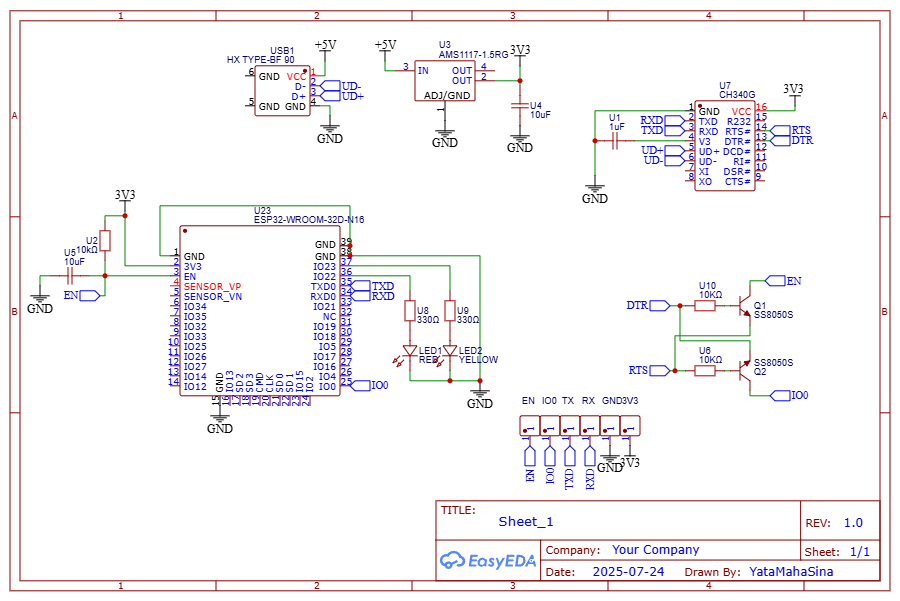 1 2 3 4
A
B
C
USB1
HX TYPE-BF 90
6 GND VCC 1
D- 2 UD-
D+ 3 UD+
5 GND GND 4
+5V
GND
+5V
U3
AMS1117-1.5RG
3 IN OUT 4
OUT 2
ADJ/GND
1
GND
3V3
U4
10uF
GND
U7
CH340G
3V3
1 GND VCC 16
RXD 2 TXD R232 15
TXD 3 RXD RTS# 14 RTS
4 V3 DTR# 13 DTR
UD+ 5 UD+ DCD# 12
UD- 6 UD- RI# 11
7 XI DSR# 10
8 XO CTS# 9
U1
1uF
GND
3V3
U2
10kΩ
U5
10uF
EN
GND
U23
ESP32-WROOM-32D-N16
GND 39
1 GND GND 38
2 3V3 IO23 37
3 EN IO22 36
4 SENSOR_VP TXD0 35 TXD
5 SENSOR_VN RXD0 34 RXD
6 IO34 IO21 33
7 IO35 NC 32
8 IO32 IO19 31
9 IO33 IO18 30
10 IO25 IO5 29
11 IO26 IO17 28
12 IO27 IO16 27
13 IO14 IO4 26
14 IO12 IO0 25 IO0
GND IO13 SD2 SD3 CMD CLK SD0 SD1 IO15 IO2
15 16 17 18 19 20 21 22 23 24
GND
U8
330Ω
U9
330Ω
LED1
RED
LED2
YELLOW
GND
DTR
U10
10KΩ
EN
Q1
SS8050S
RTS
U6
10KΩ
SS8050S
Q2
IO0
EN IO0 TX RX GND3V3
1 1 1 1 1 1
1 1 1 1 1 1
EN IO0 TXD RXD GND 3V3
TITLE:
Sheet_1
REV: 1.0
EasyEDA
Company: Your Company
Sheet: 1/1
Date: 2025-07-24 Drawn By: YataMahaSina
A
B
C
1 2 3 4